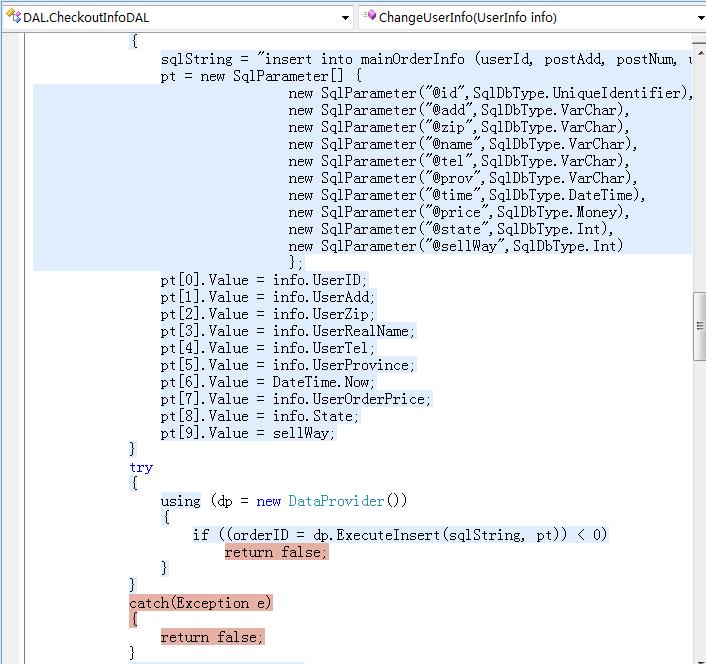 DAL.CheckoutInfoDAL
ChangeUserInfo(UserInfo info)
{
sqlString = "insert into mainOrderInfo (userId, postAdd, postNum,
pt = new SqlParameter[] {
new SqlParameter("@id",SqlDbType.UniqueIdentifier),
new SqlParameter("@add",SqlDbType.VarChar),
new SqlParameter("@zip",SqlDbType.VarChar),
new SqlParameter("@name",SqlDbType.VarChar),
new SqlParameter("@tel",SqlDbType.VarChar),
new SqlParameter("@prov",SqlDbType.VarChar),
new SqlParameter("@time",SqlDbType.DateTime),
new SqlParameter("@price",SqlDbType.Money),
new SqlParameter("@state",SqlDbType.Int),
new SqlParameter("@sellWay",SqlDbType.Int)
};
pt[0].Value = info.UserID;
pt[1].Value = info.UserAdd;
pt[2].Value = info.UserZip;
pt[3].Value = info.UserRealName;
pt[4].Value = info.UserTel;
pt[5].Value = info.UserProvince;
pt[6].Value = DateTime.Now;
pt[7].Value = info.UserOrderPrice;
pt[8].Value = info.State;
pt[9].Value = sellWay;
}
try
{
using (dp = new DataProvider())
{
if ((orderID = dp.ExecuteInsert(sqlString, pt)) < 0)
return false;
}
}
catch(Exception e)
{
return false;
}